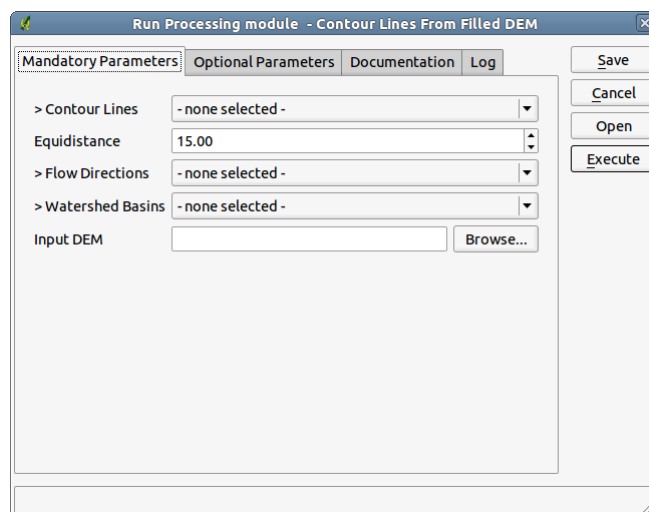 Run Processing module - Contour Lines From Filled DEM
Mandatory Parameters Optional Parameters Documentation Log
Save
Cancel
Open
Execute
> Contour Lines - none selected -
Equidistance 15.00
> Flow Directions - none selected -
> Watershed Basins - none selected -
Input DEM Browse...